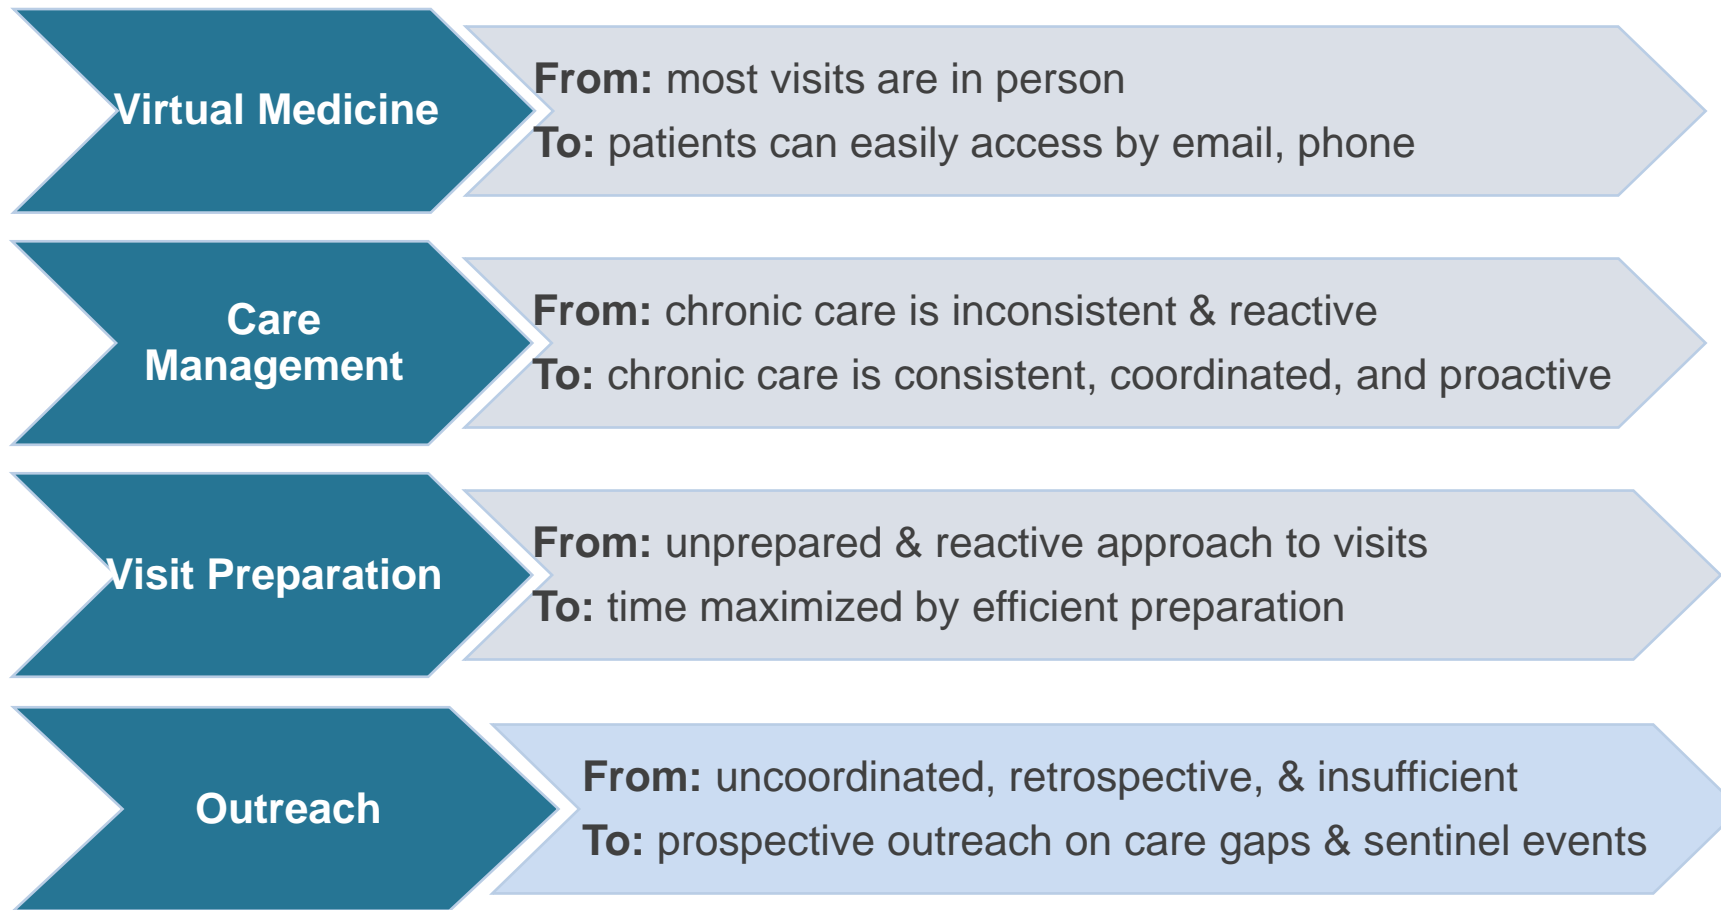 Virtual Medicine
From: most visits are in person
To: patients can easily access by email, phone
Care
Management
From: chronic care is inconsistent & reactive
To: chronic care is consistent, coordinated, and proactive
Visit Preparation
From: unprepared & reactive approach to visits
To: time maximized by efficient preparation
Outreach
From: uncoordinated, retrospective, & insufficient
To: prospective outreach on care gaps & sentinel events